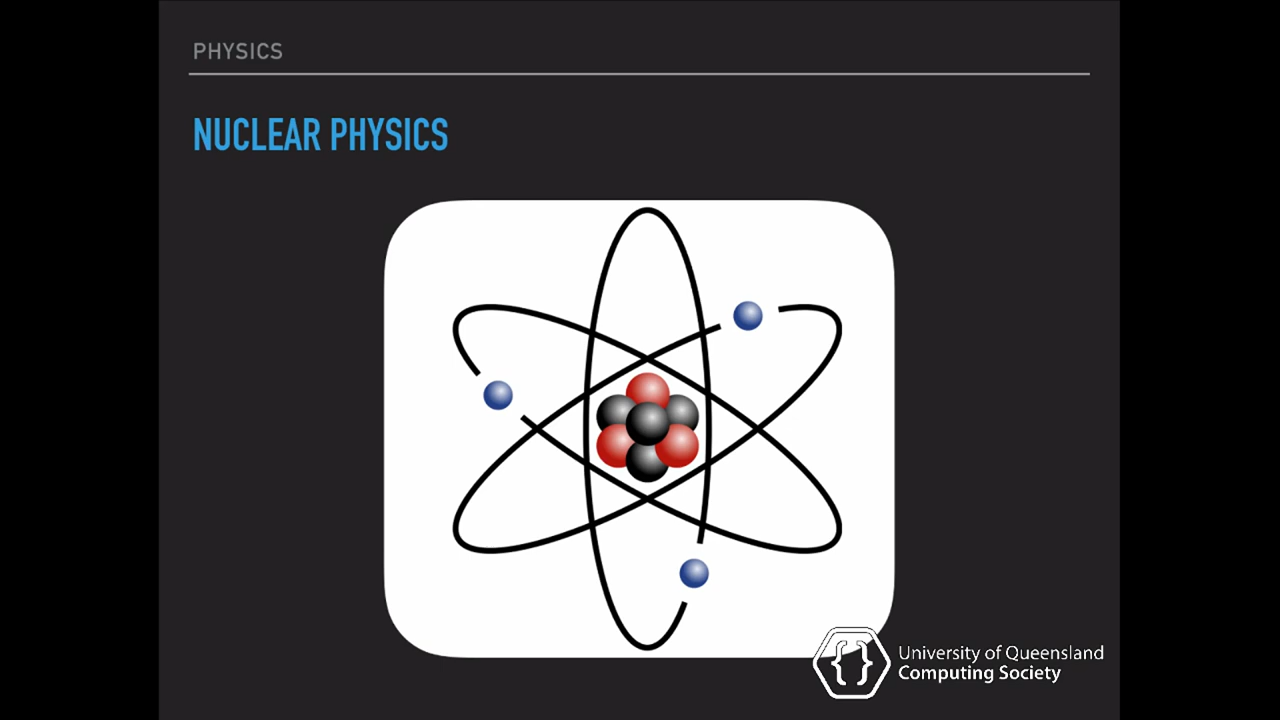 PHYSICS
NUCLEAR PHYSICS
University of Queensland
Computing Society